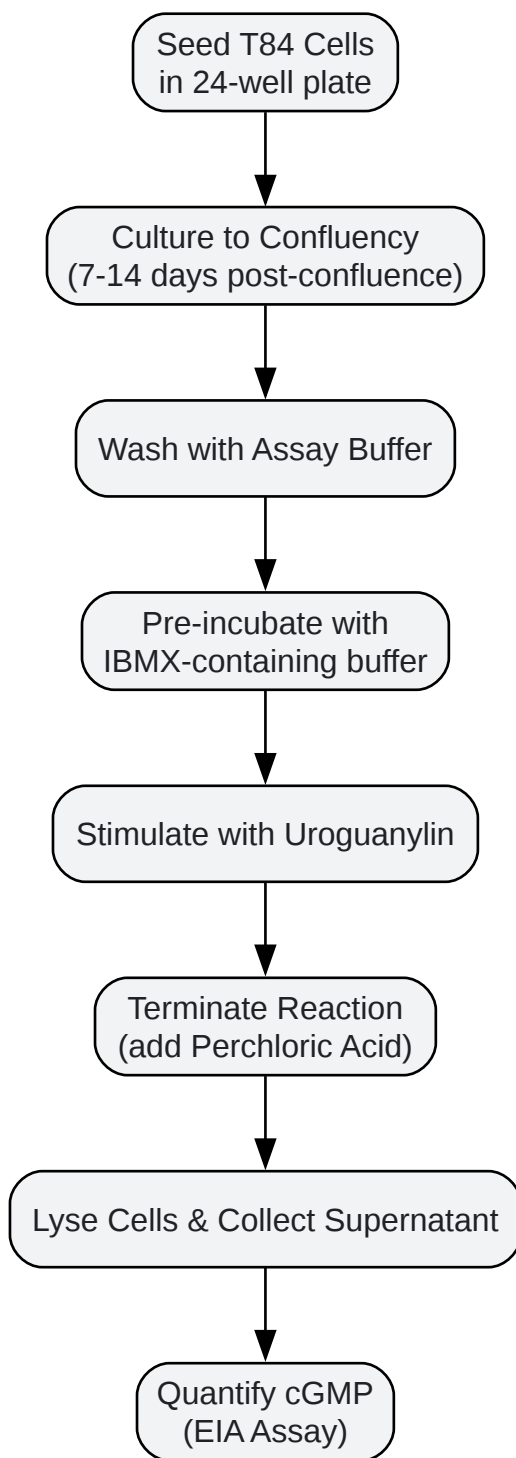 Seed T84 Cells
in 24-well plate
Culture to Confluency
(7-14 days post-confluence)
Wash with Assay Buffer
Pre-incubate with
IBMX-containing buffer
Stimulate with Uroguanylin
Terminate Reaction
(add Perchloric Acid)
Lyse Cells & Collect Supernatant
Quantify cGMP
(EIA Assay)